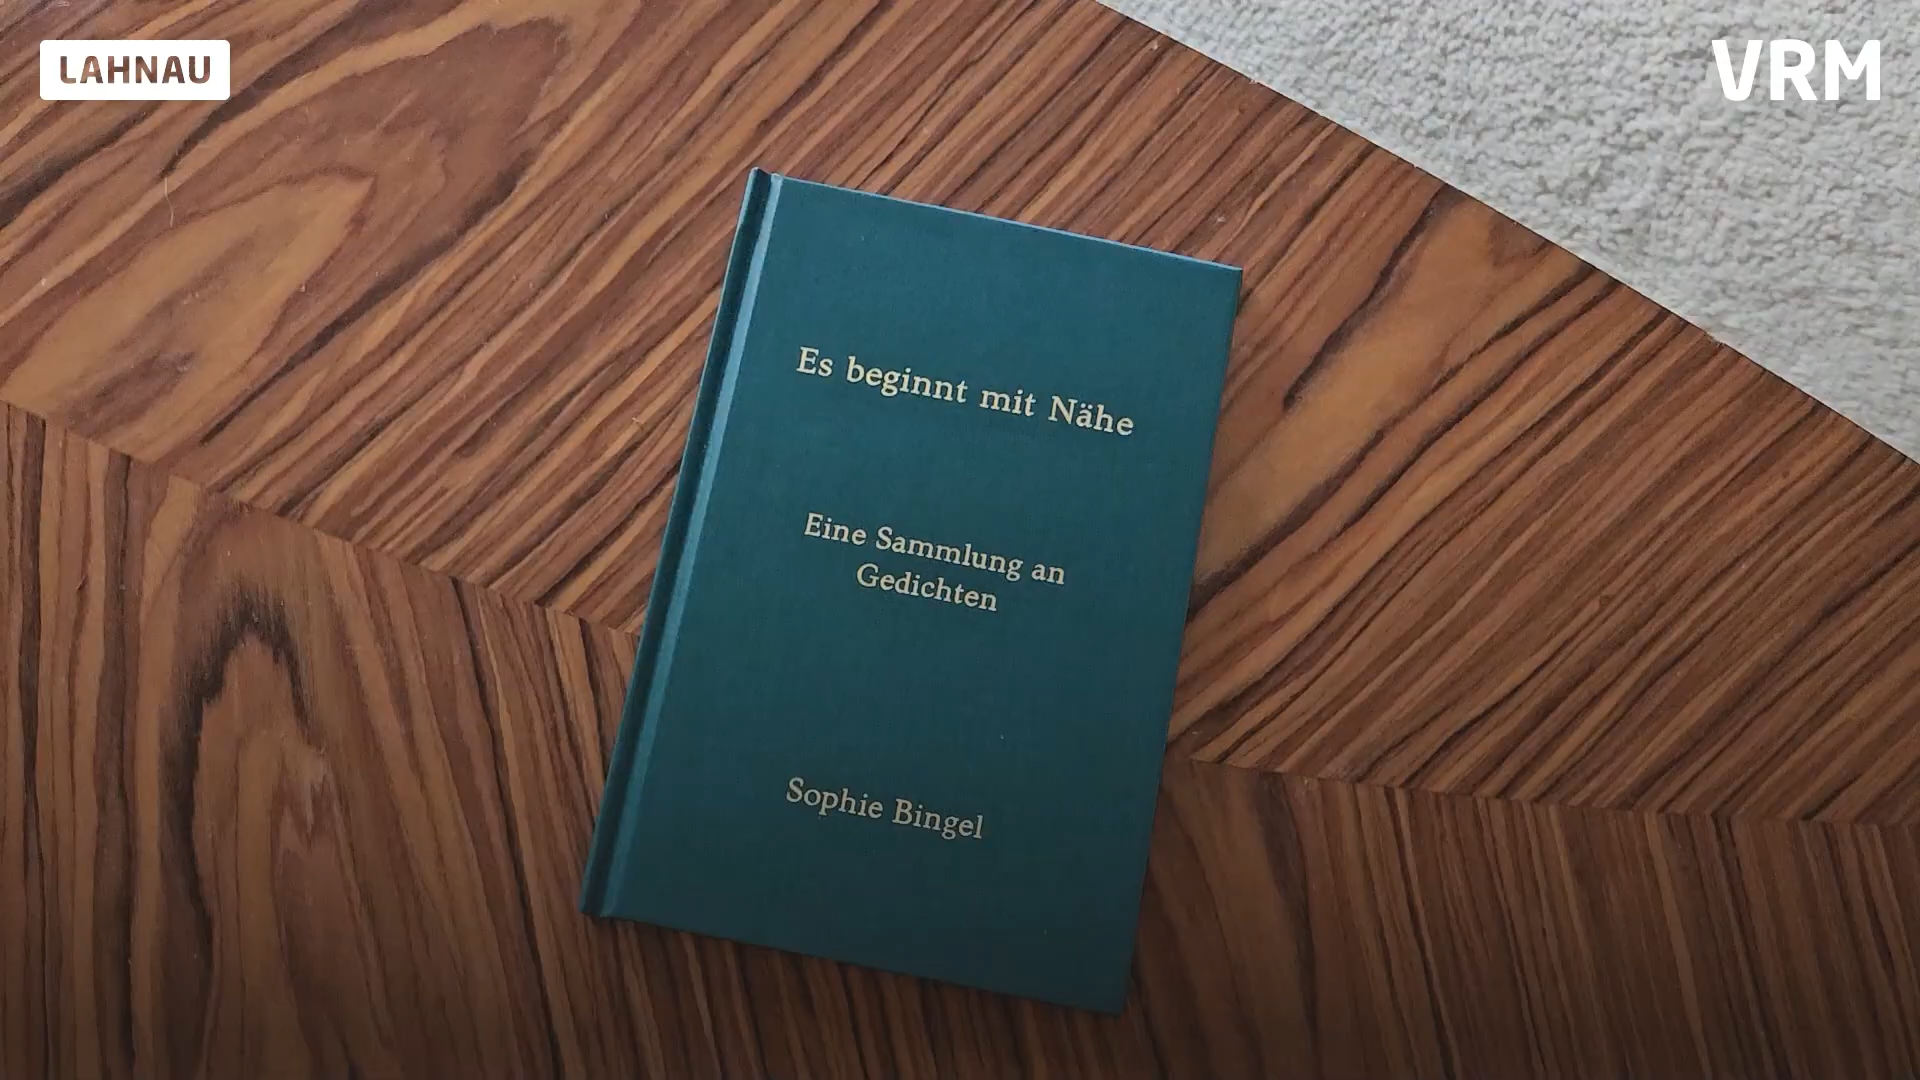 LAHNAU
VRM
Es beginnt mit Nähe
Eine Sammlung an
Gedichten
Sophie Bingel